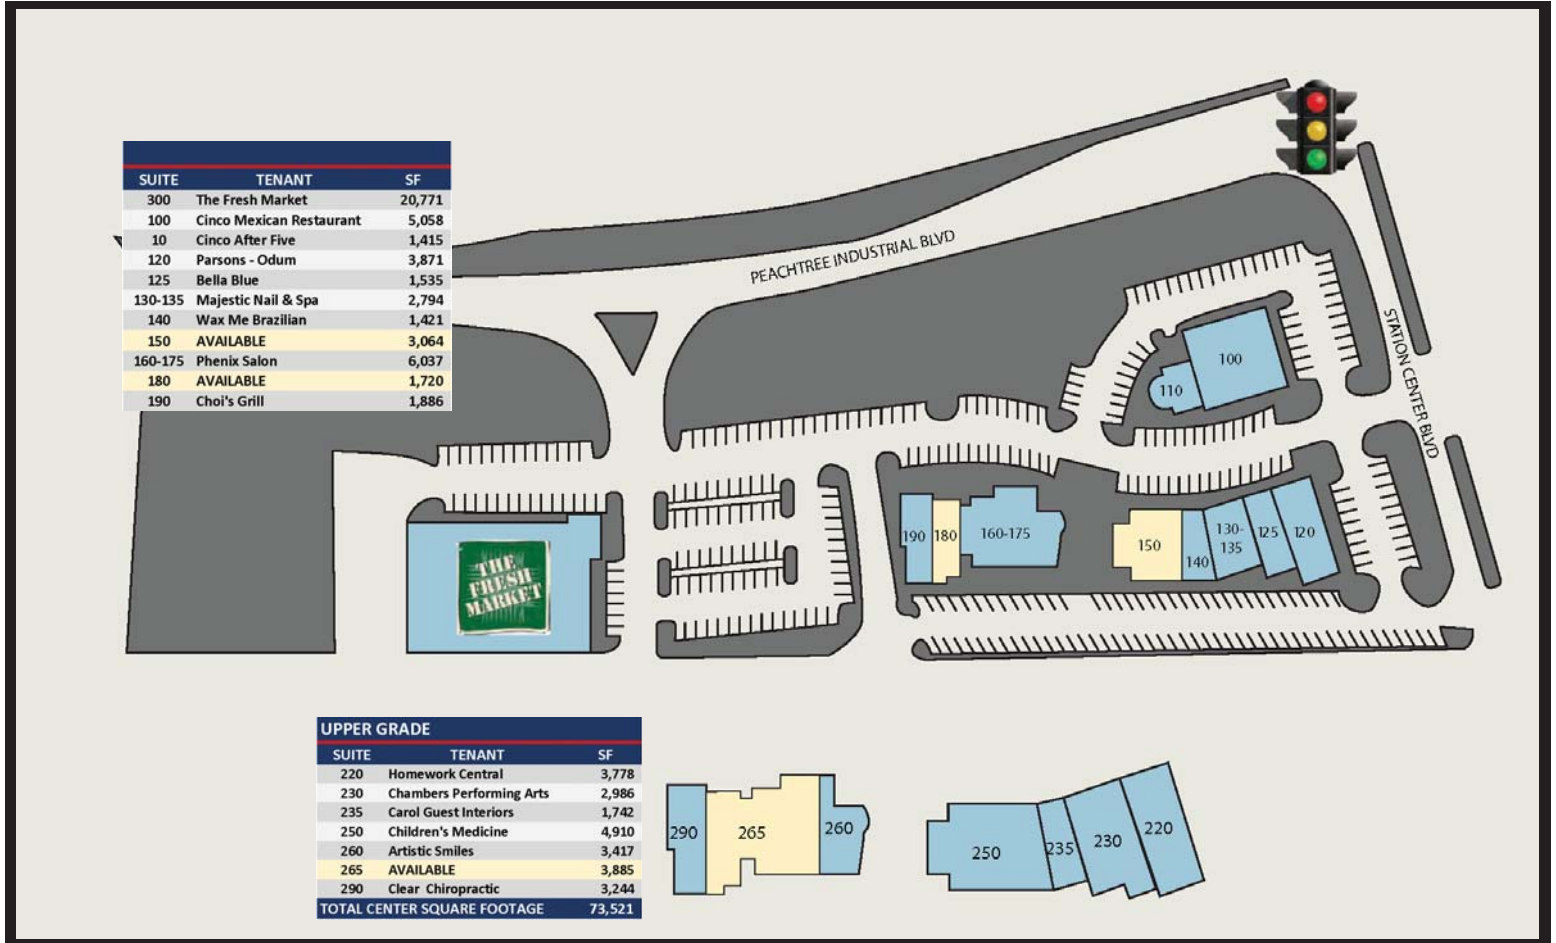 SUITE TENANT SF
300 The Fresh Market 20,771
100 Cinco Mexican Restaurant 5,058
10 Cinco After Five 1,415
120 Parsons - Odum 3,871
125 Bella Blue 1,535
130-135 Majestic Nail & Spa 2,794
140 Wax Me Brazilian 1,421
150 AVAILABLE 3,064
160-175 Phenix Salon 6,037
180 AVAILABLE 1,720
190 Choi's Grill 1,886
PEACHTREE INDUSTRIAL BLVD
STATION CENTER BLVD
100
110
190
180
160-175
150
140
130-
135
125
120
THE
FRESH
MARKET
UPPER GRADE
SUITE TENANT SF
220 Homework Central 3,778
230 Chambers Performing Arts 2,986
235 Carol Guest Interiors 1,742
250 Children's Medicine 4,910
260 Artistic Smiles 3,417
265 AVAILABLE 3,885
290 Clear Chiropractic 3,244
TOTAL CENTER SQUARE FOOTAGE 73,521
290
265
260
250
235
230
220